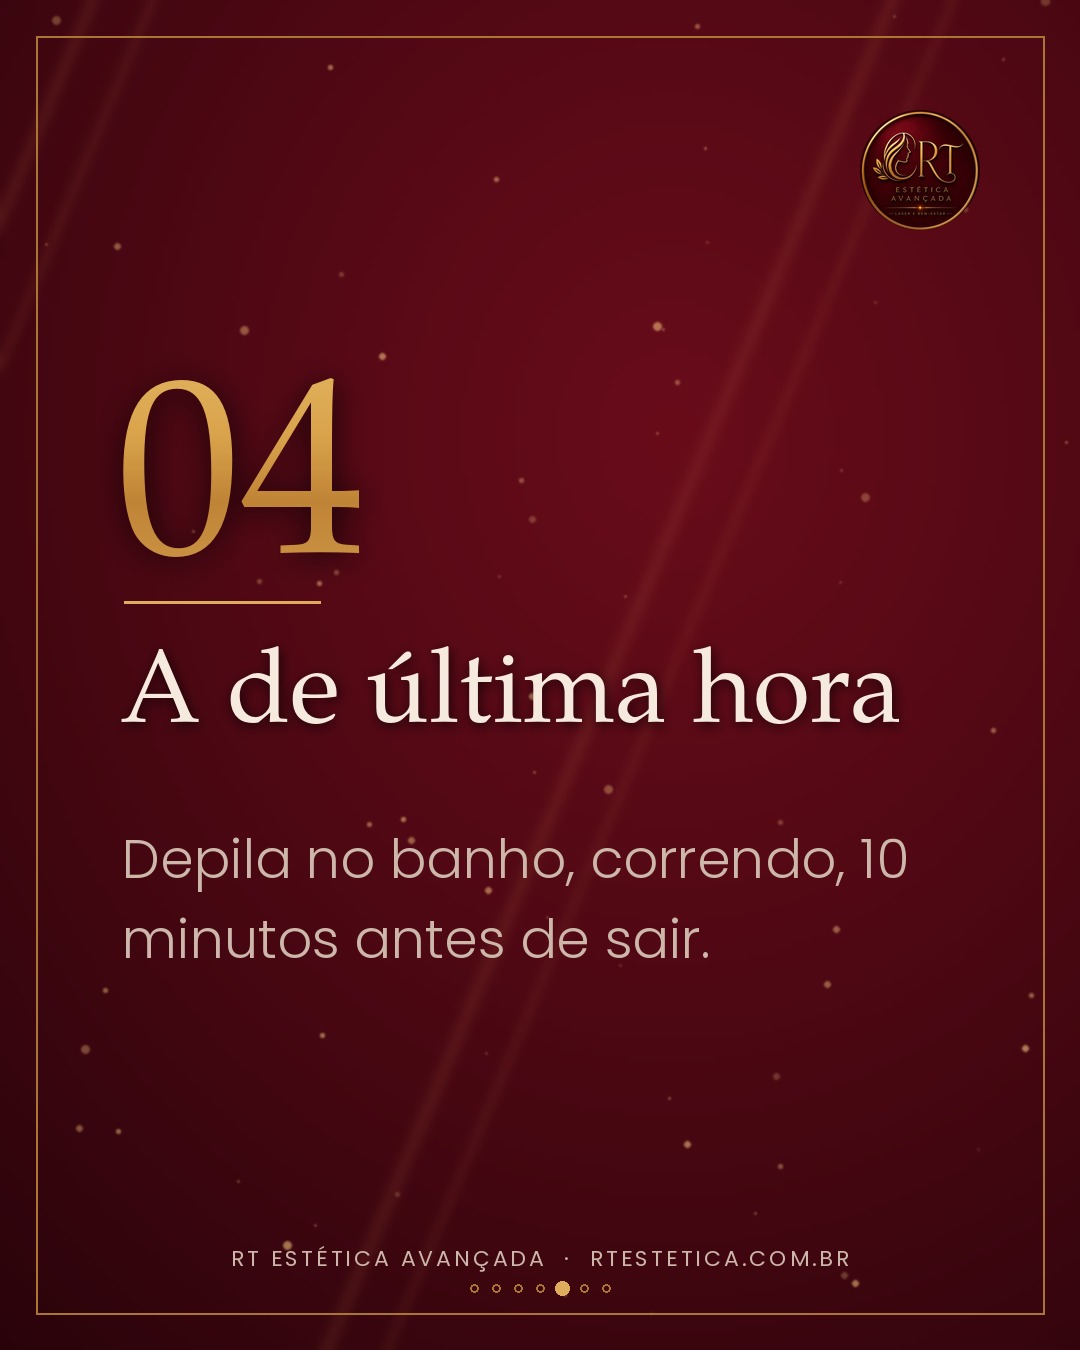 RT
ESTÉTICA
AVANÇADA
04
A de última hora
Depila no banho, correndo, 10
minutos antes de sair.
RT ESTÉTICA AVANÇADA · RTESTETICA.COM.BR